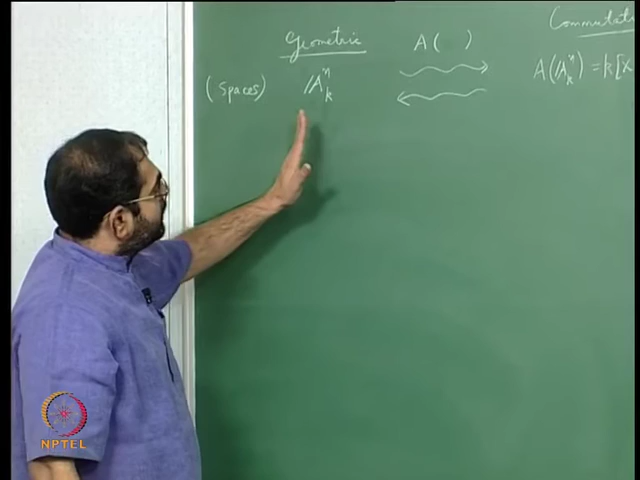 Geometric A( ) Commutat
(Spaces) 𝔸ⁿₖ A(𝔸ⁿₖ) = k[x
NPTEL